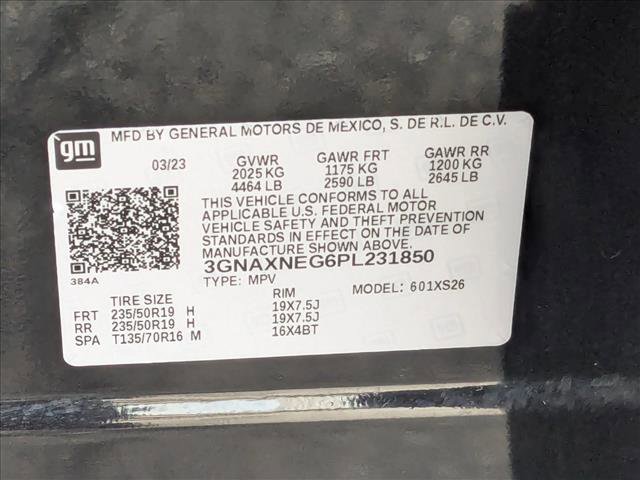 gm
MFD BY GENERAL MOTORS DE MEXICO, S. DE R.L. DE C.V.
03/23 GVWR GAWR FRT GAWR RR
2025 KG 1175 KG 1200 KG
4464 LB 2590 LB 2645 LB
THIS VEHICLE CONFORMS TO ALL
APPLICABLE U.S. FEDERAL MOTOR
VEHICLE SAFETY AND THEFT PREVENTION
STANDARDS IN EFFECT ON THE DATE OF
MANUFACTURE SHOWN ABOVE.
384A
3GNAXNEG6PL231850
TYPE: MPV MODEL: 601XS26
TIRE SIZE RIM
FRT 235/50R19 H 19X7.5J
RR 235/50R19 H 19X7.5J
SPA T135/70R16 M 16X4BT